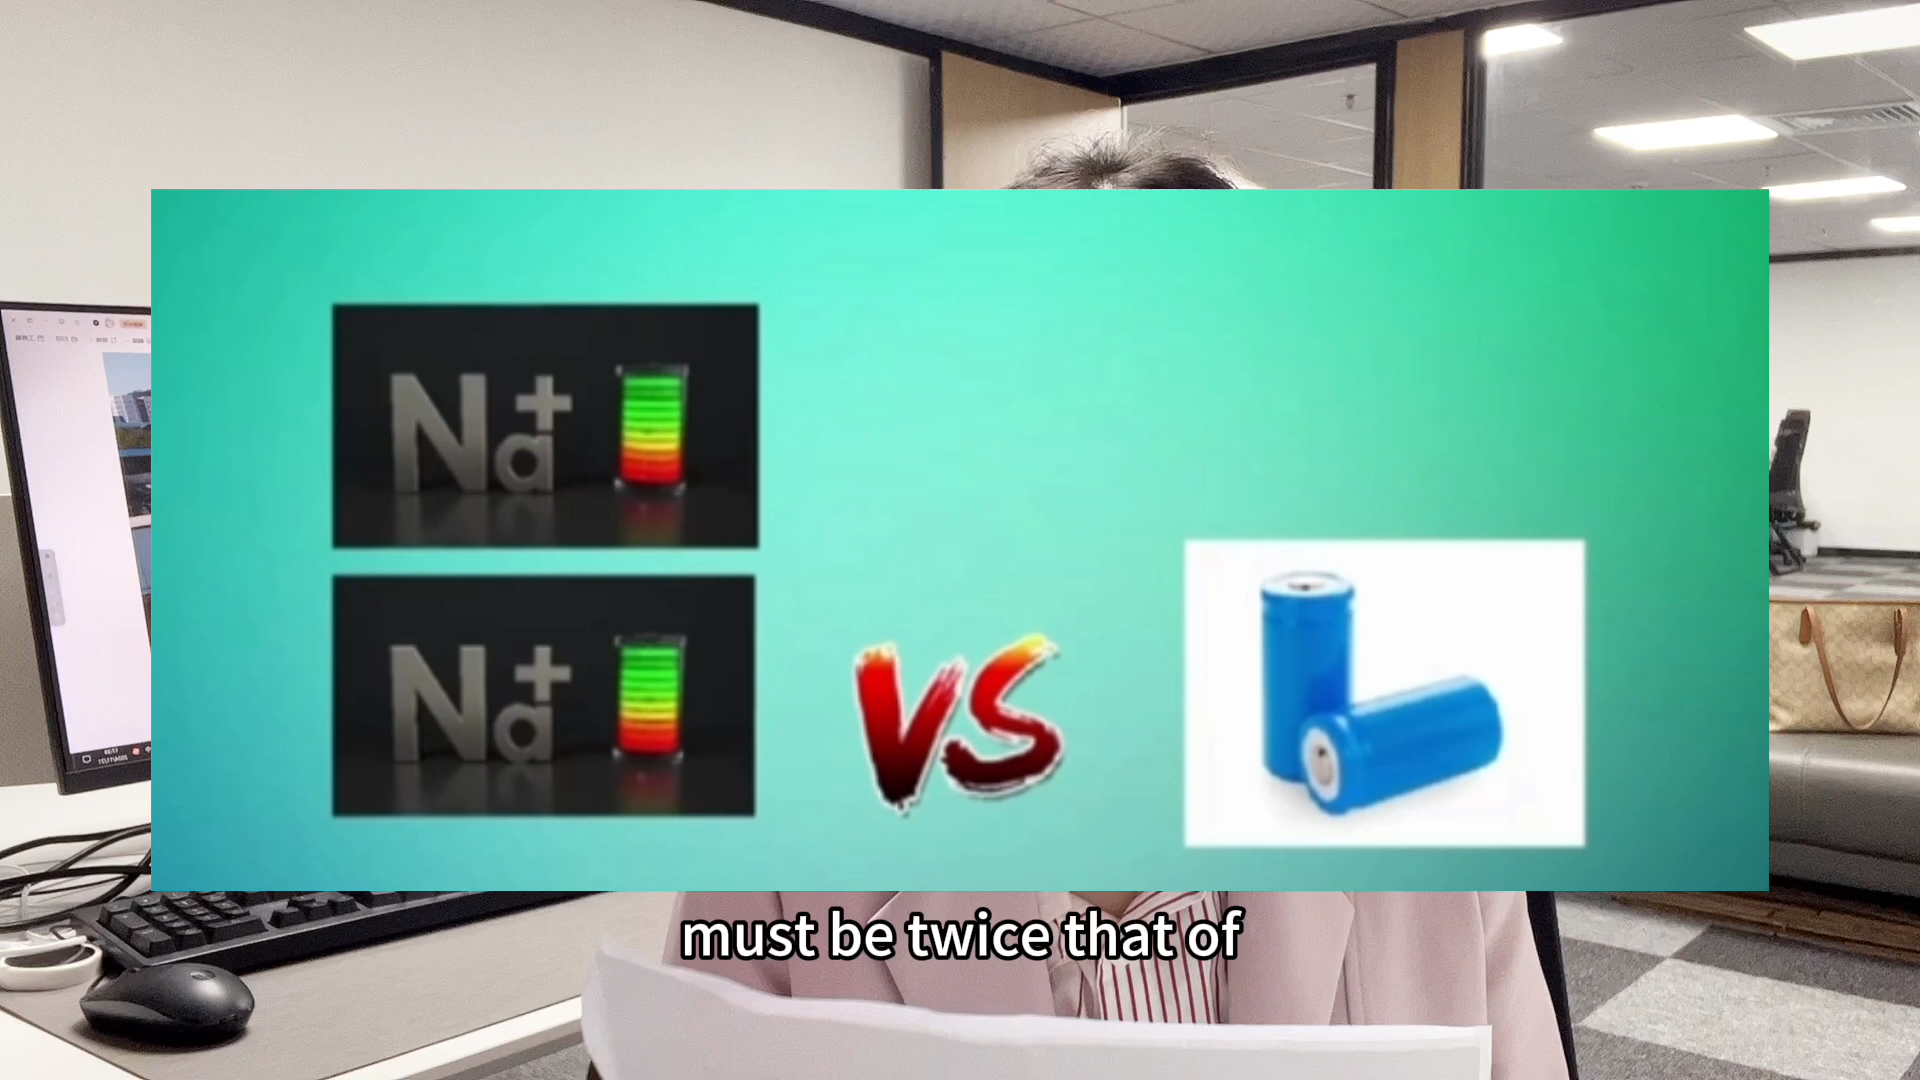 Na+
Na+
VS
must be twice that of